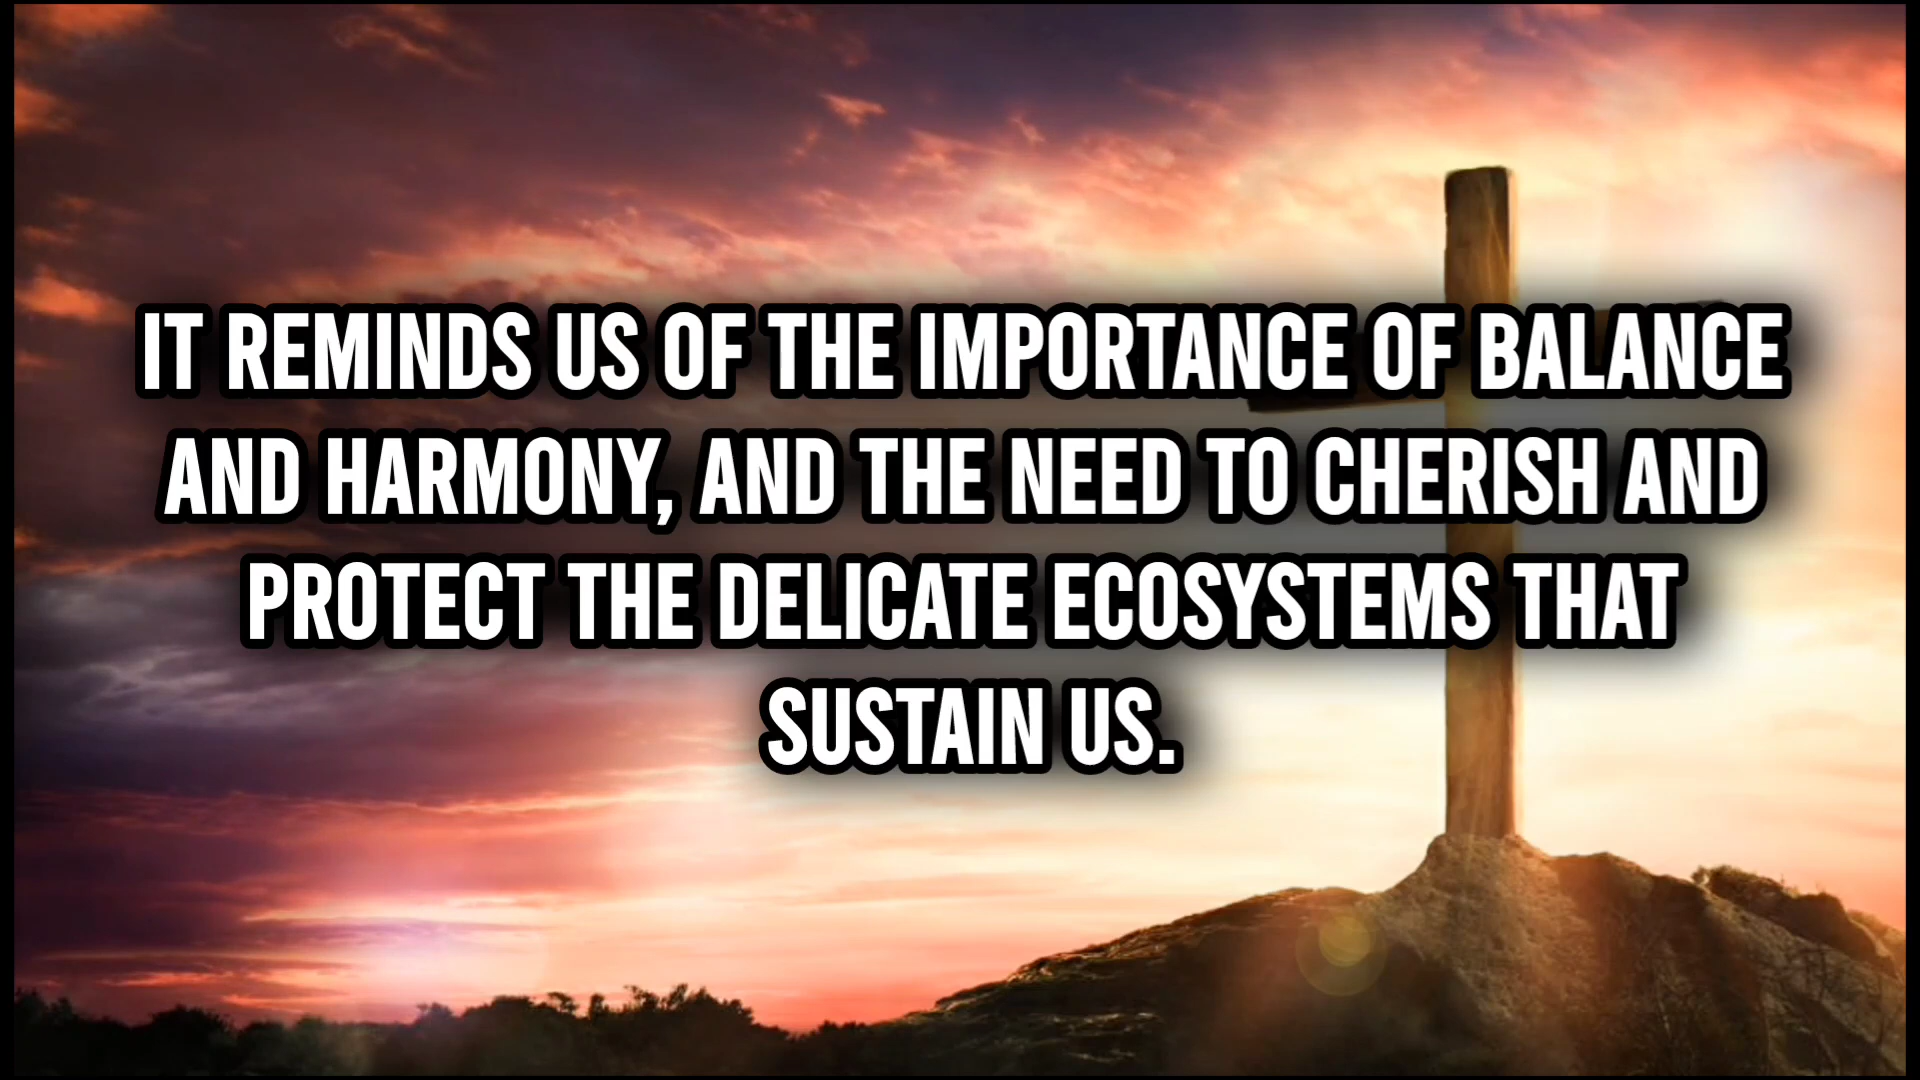 IT REMINDS US OF THE IMPORTANCE OF BALANCE
AND HARMONY, AND THE NEED TO CHERISH AND
PROTECT THE DELICATE ECOSYSTEMS THAT
SUSTAIN US.